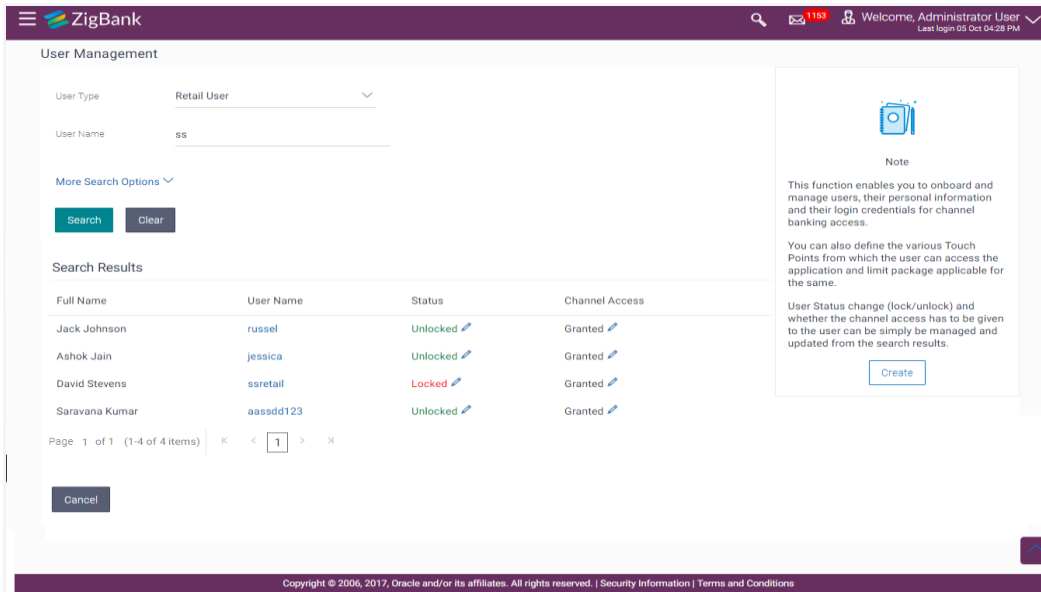 ZigBank
1153
Welcome, Administrator User
Last login 05 Oct 04:28 PM
User Management
User Type
Retail User
User Name
ss
More Search Options
Search
Clear
Search Results
Full Name User Name Status Channel Access
Jack Johnson russel Unlocked Granted
Ashok Jain jessica Unlocked Granted
David Stevens ssretail Locked Granted
Saravana Kumar aassdd123 Unlocked Granted
Page 1 of 1 (1-4 of 4 items) K < 1 > >|
Cancel
Note
This function enables you to onboard and
manage users, their personal information
and their login credentials for channel
banking access.
You can also define the various Touch
Points from which the user can access the
application and limit package applicable for
the same.
User Status change (lock/unlock) and
whether the channel access has to be given
to the user can be simply be managed and
updated from the search results.
Create
Copyright © 2006, 2017, Oracle and/or its affiliates. All rights reserved. | Security Information | Terms and Conditions